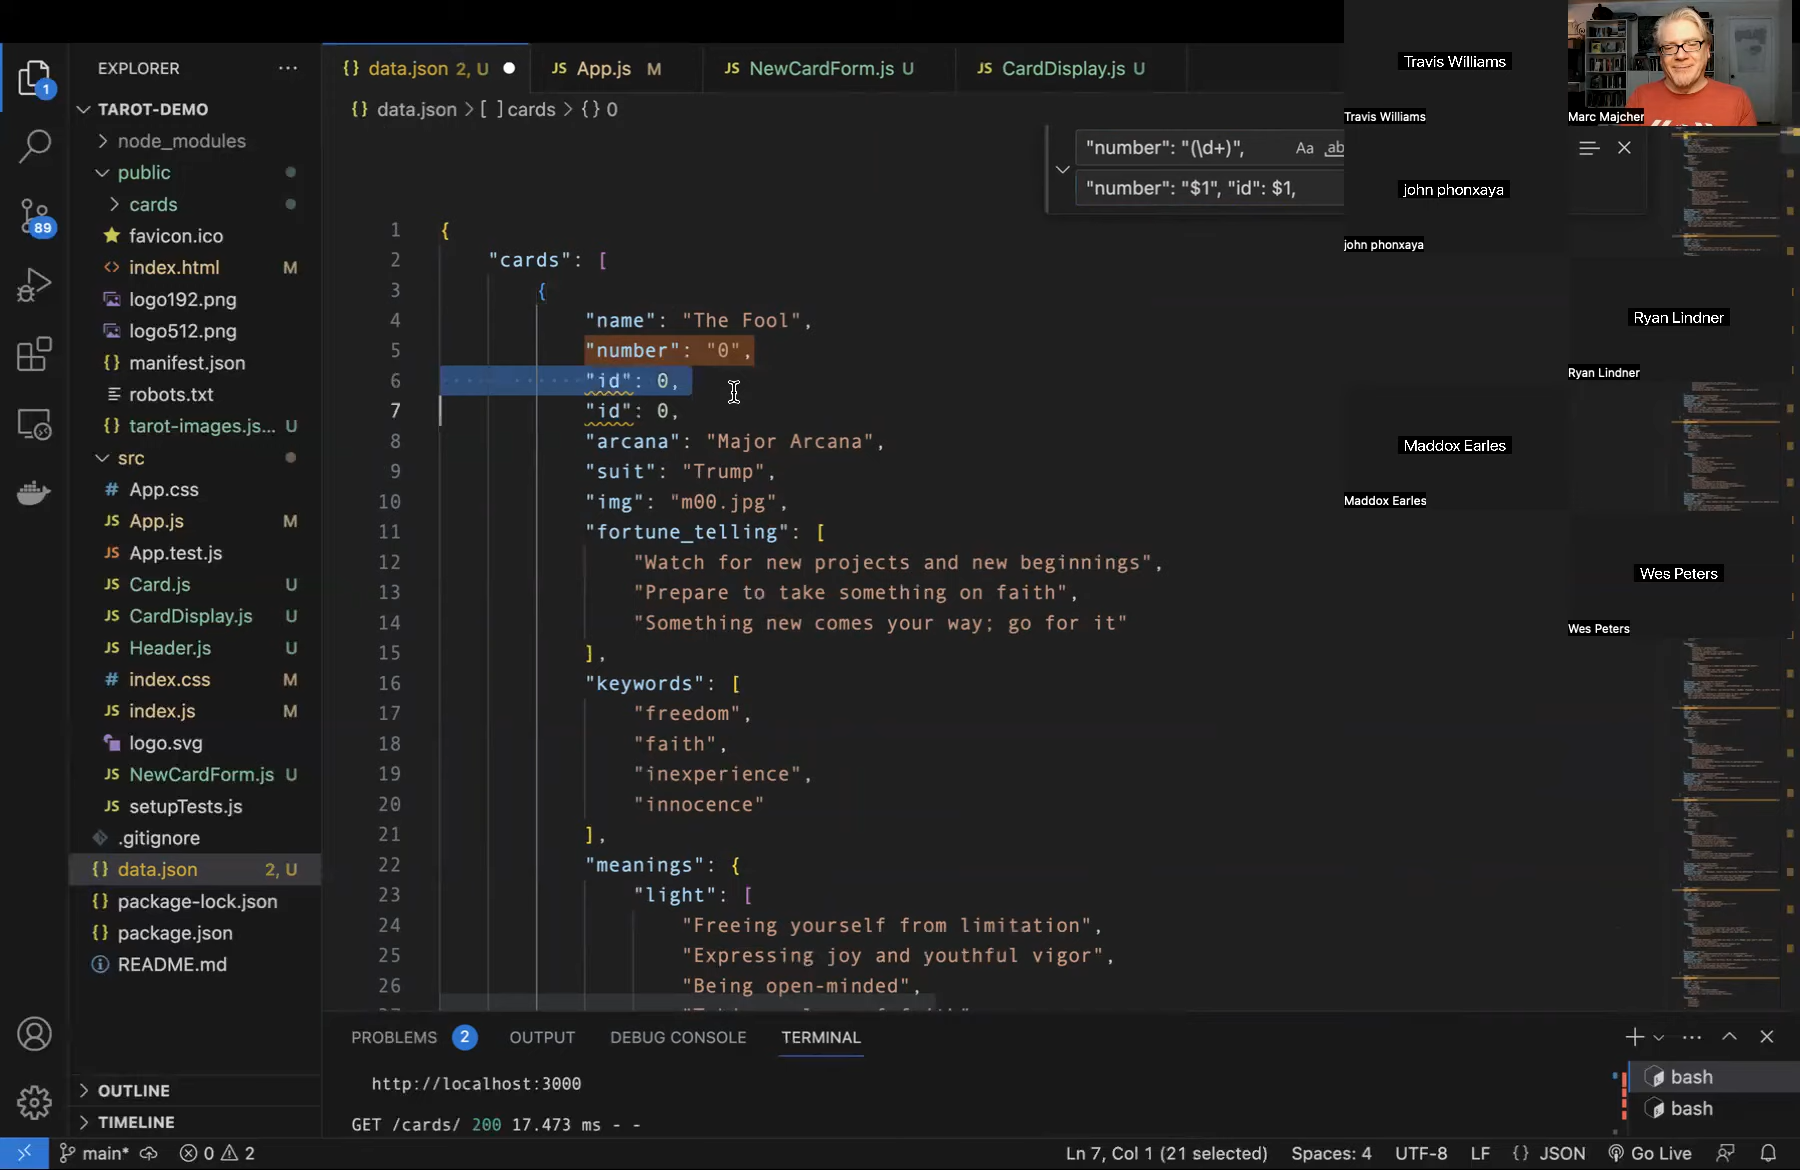 EXPLORER
TAROT-DEMO
node_modules
public
cards
favicon.ico
index.html M
logo192.png
logo512.png
manifest.json
robots.txt
tarot-images.js... U
src
App.css
App.js M
App.test.js
Card.js U
CardDisplay.js U
Header.js U
index.css M
index.js M
logo.svg
NewCardForm.js U
setupTests.js
.gitignore
data.json 2, U
package-lock.json
package.json
README.md
OUTLINE
TIMELINE
1
89
data.json 2, U
App.js M
NewCardForm.js U
CardDisplay.js U
data.json > [ ] cards > {} 0
"number": "(\d+)", Aa ab
"number": "$1", "id": $1,
1 {
2 "cards": [
3 {
4 "name": "The Fool",
5 "number": "0",
6 "id": 0,
7 "id": 0,
8 "arcana": "Major Arcana",
9 "suit": "Trump",
10 "img": "m00.jpg",
11 "fortune_telling": [
12 "Watch for new projects and new beginnings",
13 "Prepare to take something on faith",
14 "Something new comes your way; go for it"
15 ],
16 "keywords": [
17 "freedom",
18 "faith",
19 "inexperience",
20 "innocence"
21 ],
22 "meanings": {
23 "light": [
24 "Freeing yourself from limitation",
25 "Expressing joy and youthful vigor",
26 "Being open-minded",
PROBLEMS 2 OUTPUT DEBUG CONSOLE TERMINAL
http://localhost:3000
GET /cards/ 200 17.473 ms - -
bash
bash
main* 0 2
Ln 7, Col 1 (21 selected) Spaces: 4 UTF-8 LF {} JSON Go Live
Travis Williams
Travis Williams
Marc Majcher
john phonxaya
john phonxaya
Ryan Lindner
Ryan Lindner
Maddox Earles
Maddox Earles
Wes Peters
Wes Peters